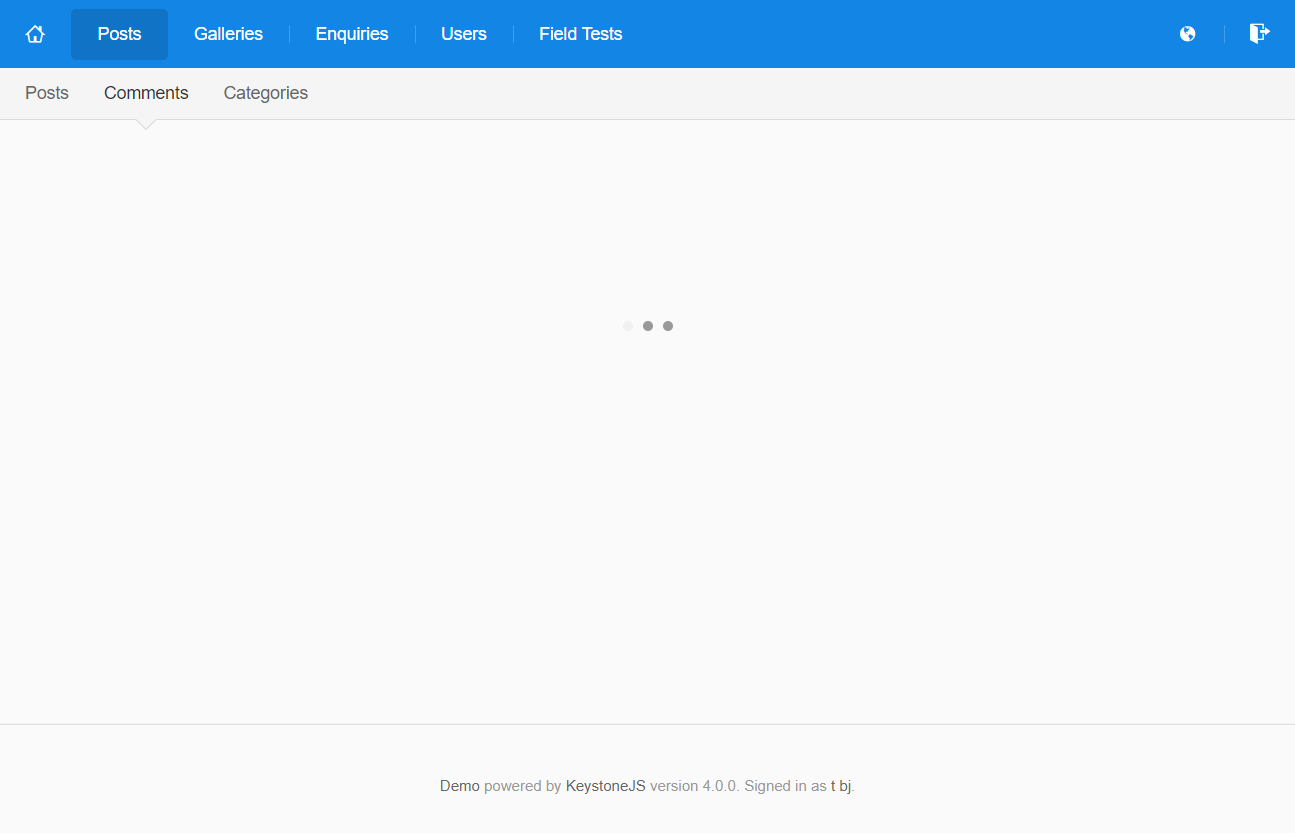 Posts Galleries Enquiries Users Field Tests
Posts Comments Categories
Demo powered by KeystoneJS version 4.0.0. Signed in as t bj.